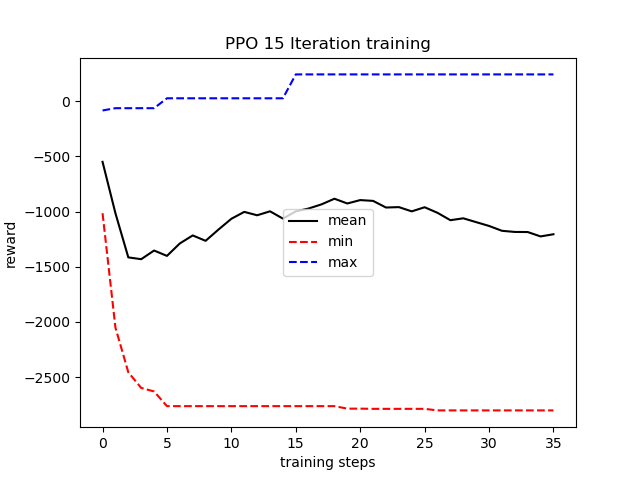 PPO 15 Iteration training
reward
0
−500
−1000
−1500
−2000
−2500
mean
min
max
0 5 10 15 20 25 30 35
training steps